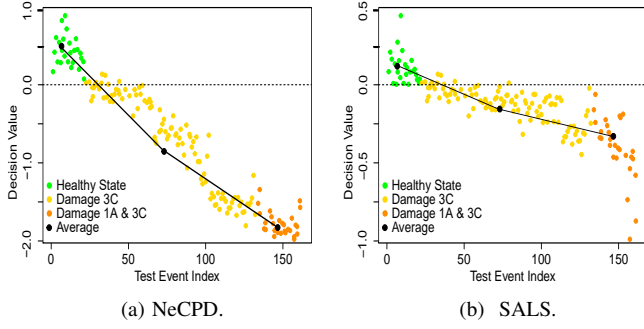 1.0
0.0
−1.0
−2.0
Decision Value
Healthy State
Damage 3C
Damage 1A & 3C
Average
0 50 100 150
Test Event Index
(a) NeCPD.
0.5
0.0
−0.5
−1.0
Decision Value
Healthy State
Damage 3C
Damage 1A & 3C
Average
0 50 100 150
Test Event Index
(b) SALS.